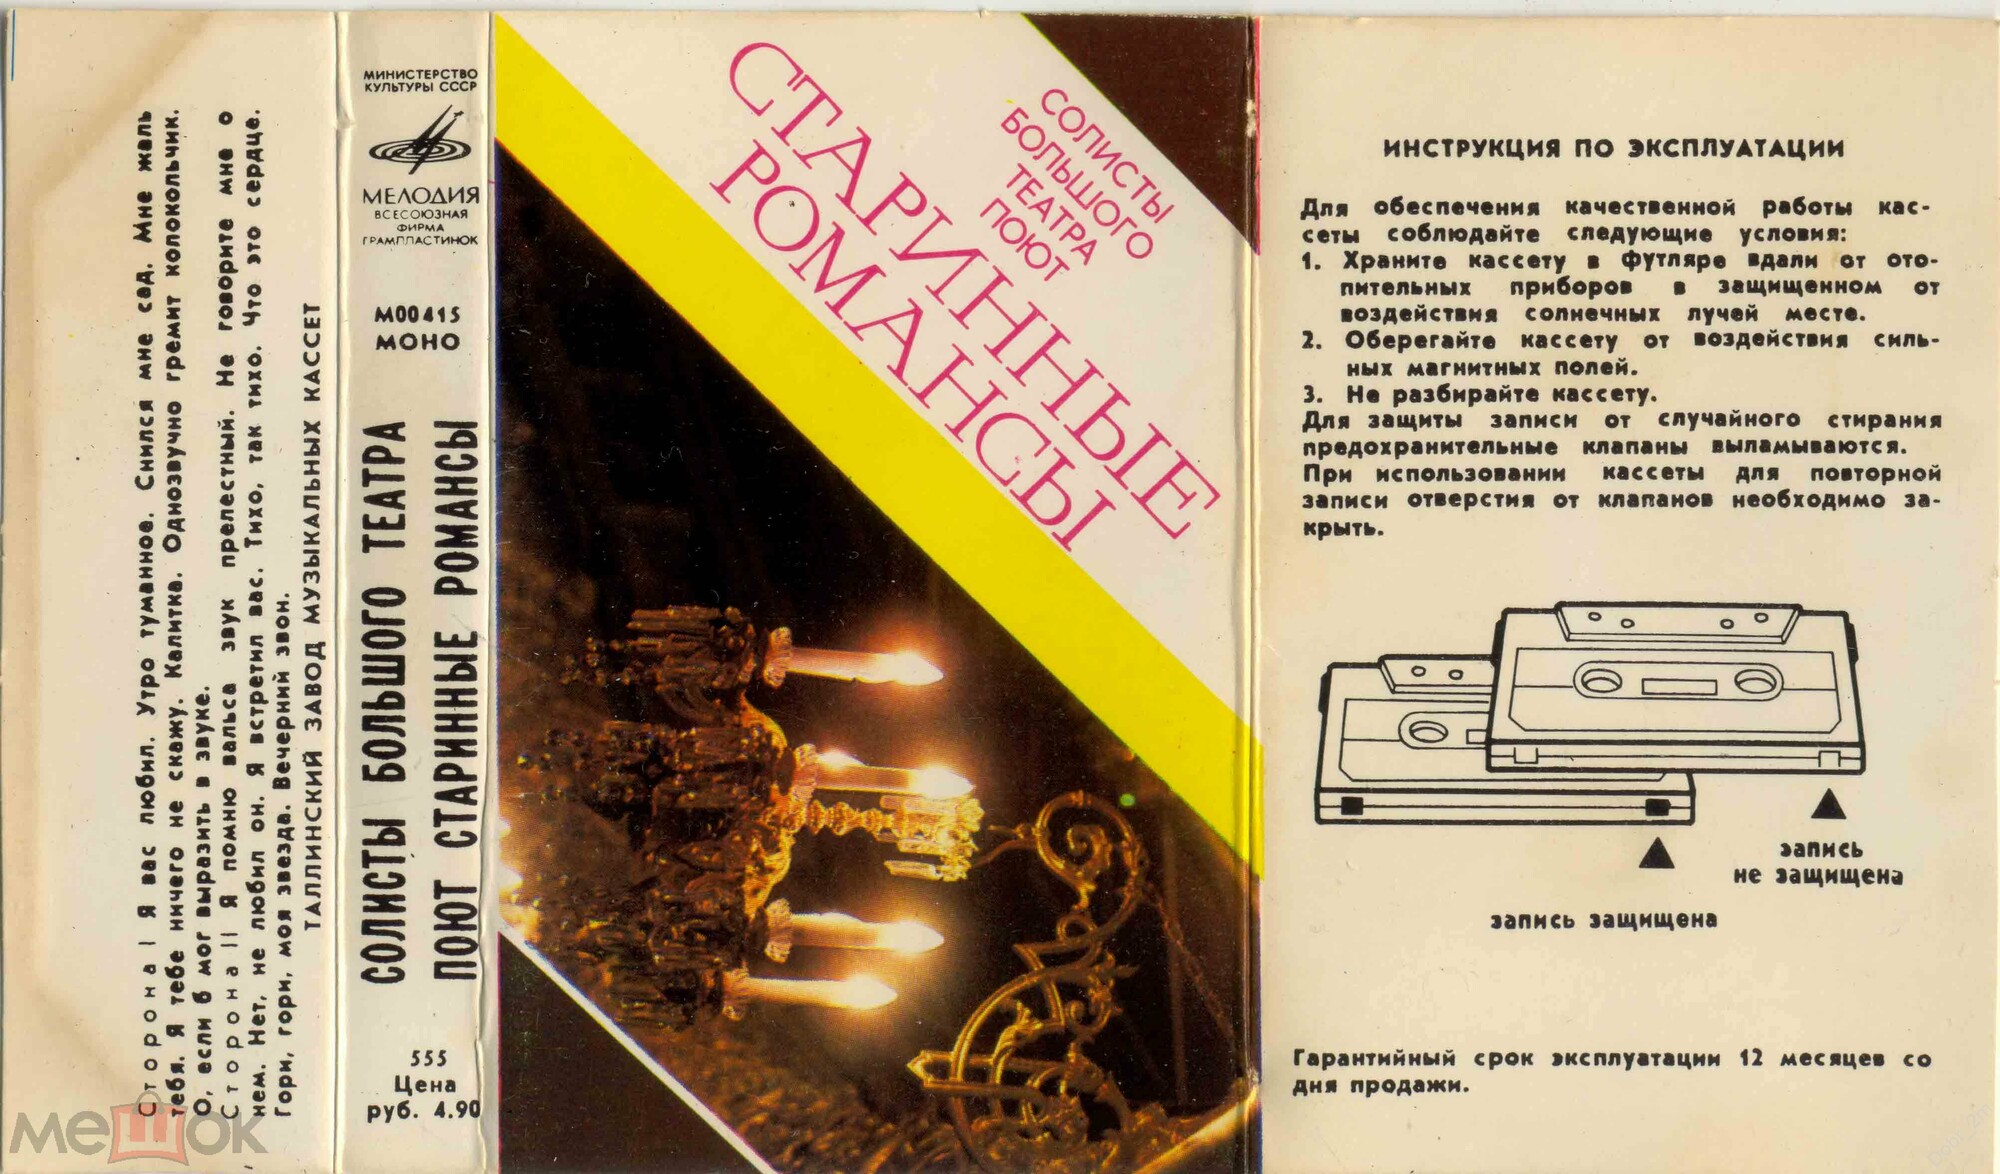 Сторона I Я вас любил. Утро туманное. Снился мне сад. Мне жаль
тебя. Я тебе ничего не скажу. Калитка. Однозвучно гремит колокольчик.
О, если б мог выразить в звуке.
Сторона II Я помню вальса звук прелестный. Не говорите мне о
нем. Нет, не любил он. Я встретил вас. Тихо, так тихо. Что это сердце.
Гори, гори, моя звезда. Вечерний звон.
ТАЛЛИНСКИЙ ЗАВОД МУЗЫКАЛЬНЫХ КАССЕТ
МИНИСТЕРСТВО
КУЛЬТУРЫ СССР
МЕЛОДИЯ
ВСЕСОЮЗНАЯ
ФИРМА
ГРАМПЛАСТИНОК
М00415
МОНО
СОЛИСТЫ БОЛЬШОГО ТЕАТРА
ПОЮТ СТАРИННЫЕ РОМАНСЫ
555
Цена
руб. 4.90
СОЛИСТЫ
БОЛЬШОГО
ТЕАТРА
ПОЮТ
СТАРИННЫЕ
РОМАНСЫ
ИНСТРУКЦИЯ ПО ЭКСПЛУАТАЦИИ
Для обеспечения качественной работы кас-
сеты соблюдайте следующие условия:
1. Храните кассету в футляре вдали от ото-
пительных приборов в защищенном от
воздействия солнечных лучей месте.
2. Оберегайте кассету от воздействия силь-
ных магнитных полей.
3. Не разбирайте кассету.
Для защиты записи от случайного стирания
предохранительные клапаны выламываются.
При использовании кассеты для повторной
записи отверстия от клапанов необходимо за-
крыть.
запись
не защищена
запись защищена
Гарантийный срок эксплуатации 12 месяцев со
дня продажи.
мешок